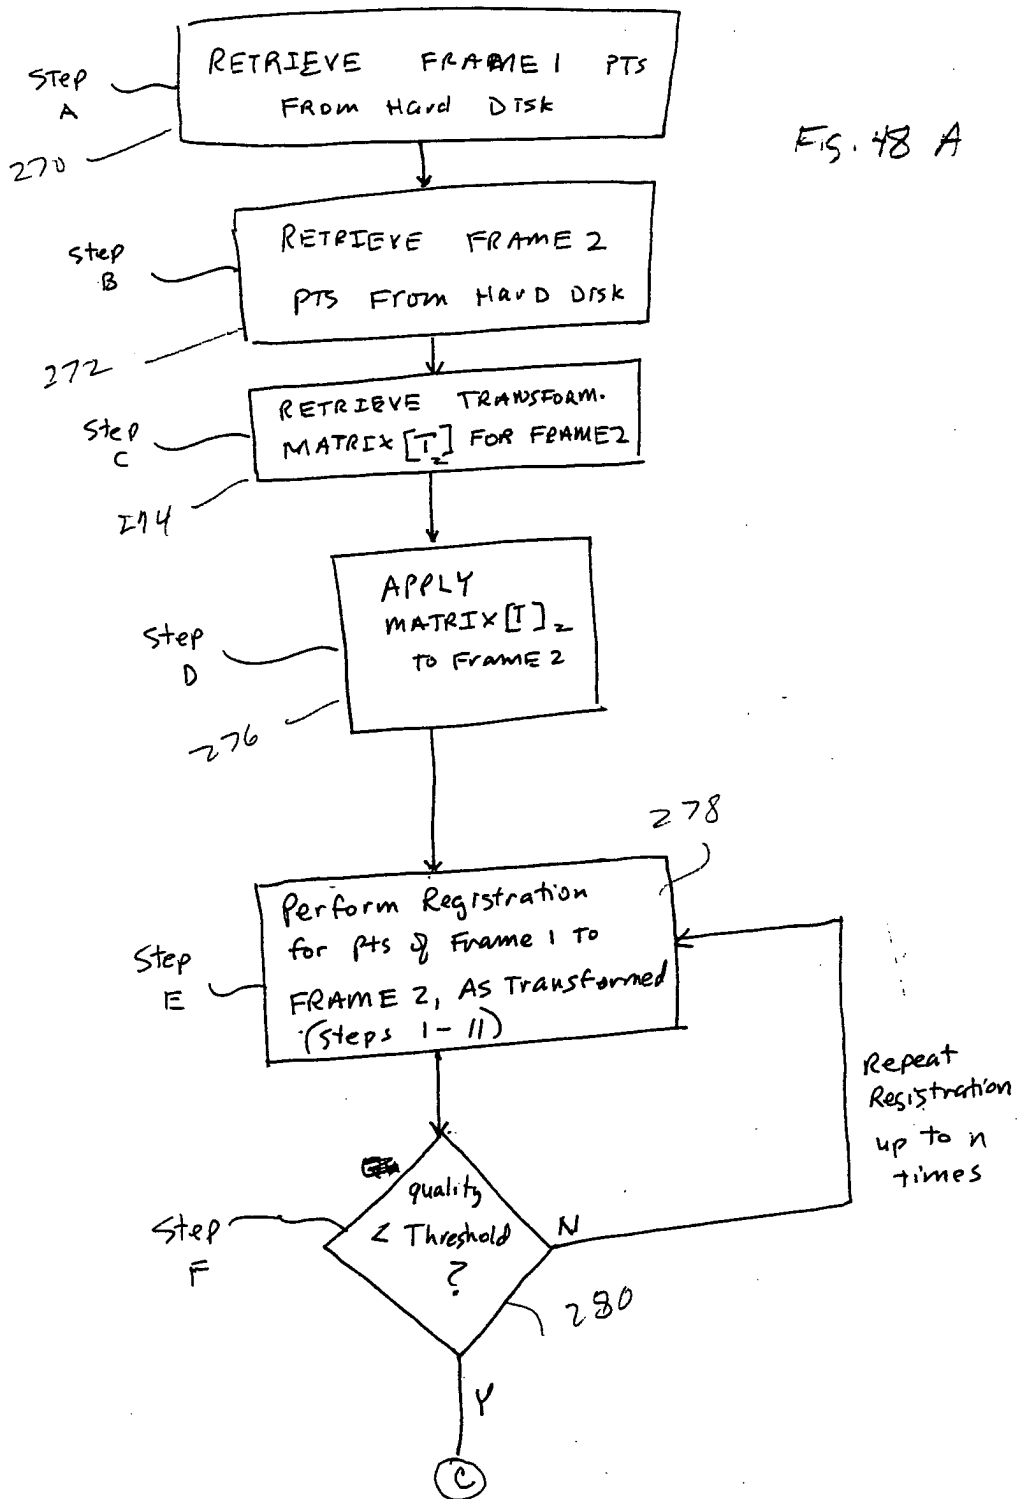 RETRIEVE FRAME 1 PTS
FROM Hard DISK
Step
A
270
Fig. 48 A
RETRIEVE FRAME 2
PTS From HarD DISK
Step
B
272
RETRIEVE TRANSFORM.
MATRIX [T2] FOR FRAME2
Step
C
274
APPLY
MATRIX [T]2
to FramE 2
Step
D
276
278
Perform Registration
for pts of Frame 1 To
FRAME 2, As Transformed
(steps 1-11)
Step
E
Repeat
Registration
up to n
times
quality
< Threshold
?
N
Step
F
280
Y
C